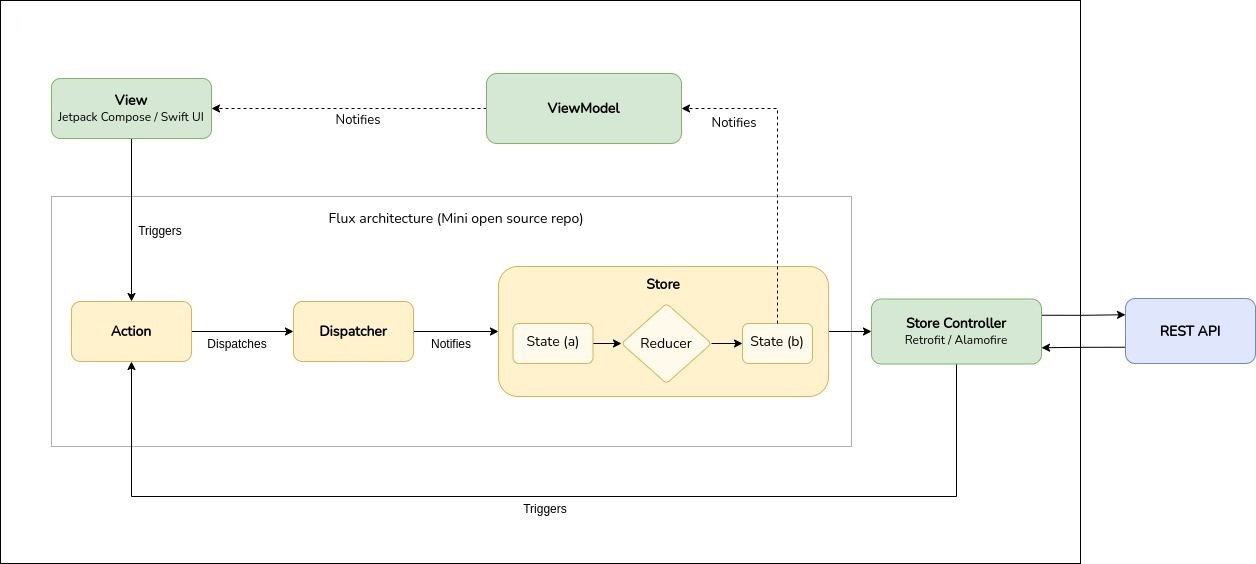 View
Jetpack Compose / Swift UI
ViewModel
Notifies
Notifies
Flux architecture (Mini open source repo)
Triggers
Store
Action
Dispatches
Dispatcher
Notifies
State (a)
Reducer
State (b)
Store Controller
Retrofit / Alamofire
REST API
Triggers